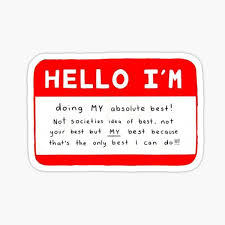 HELLO I'M
doing MY absolute best!
Not societies idea of best, not
your best but MY best because
that's the only best I can do!!!